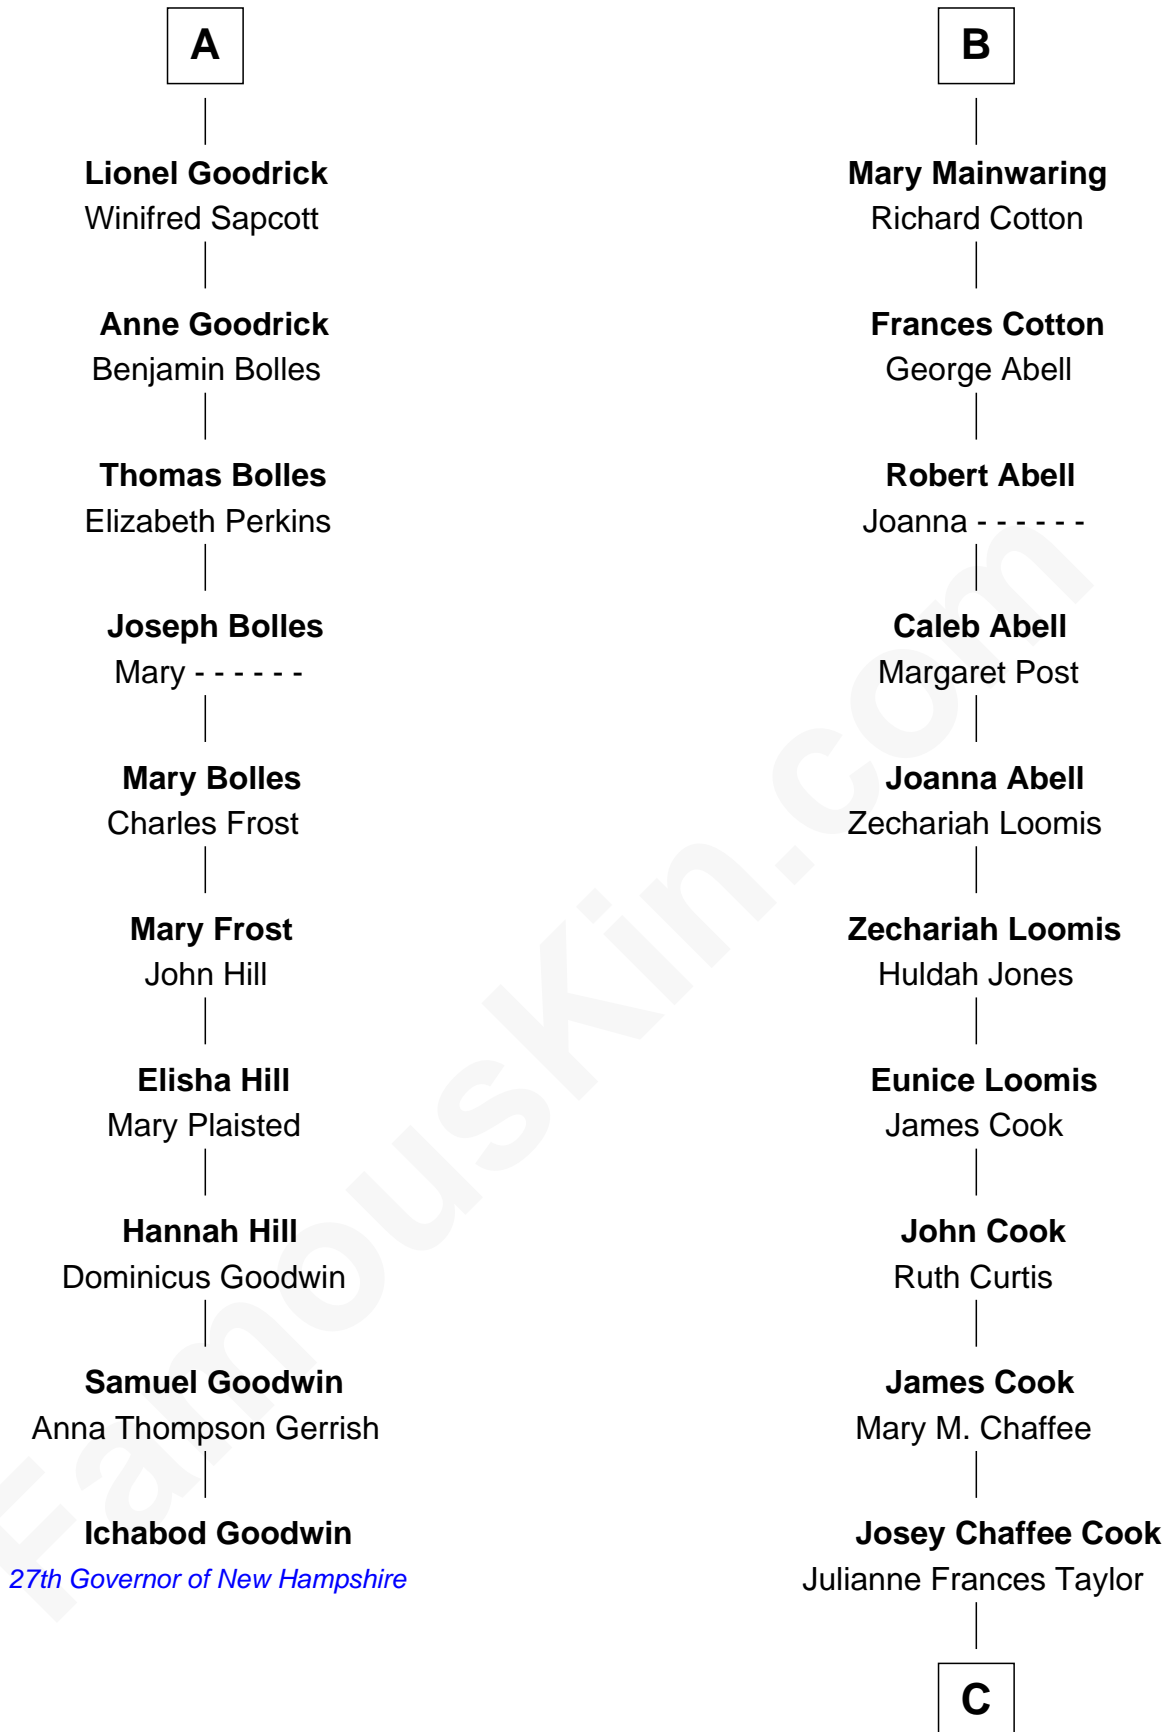 A
Lionel Goodrick
Winifred Sapcott
Anne Goodrick
Benjamin Bolles
Thomas Bolles
Elizabeth Perkins
Joseph Bolles
Mary - - - - - -
Mary Bolles
Charles Frost
Mary Frost
John Hill
Elisha Hill
Mary Plaisted
Hannah Hill
Dominicus Goodwin
Samuel Goodwin
Anna Thompson Gerrish
Ichabod Goodwin
27th Governor of New Hampshire
B
Mary Mainwaring
Richard Cotton
Frances Cotton
George Abell
Robert Abell
Joanna - - - - - -
Caleb Abell
Margaret Post
Joanna Abell
Zechariah Loomis
Zechariah Loomis
Huldah Jones
Eunice Loomis
James Cook
John Cook
Ruth Curtis
James Cook
Mary M. Chaffee
Josey Chaffee Cook
Julianne Frances Taylor
C
FamousKin.com